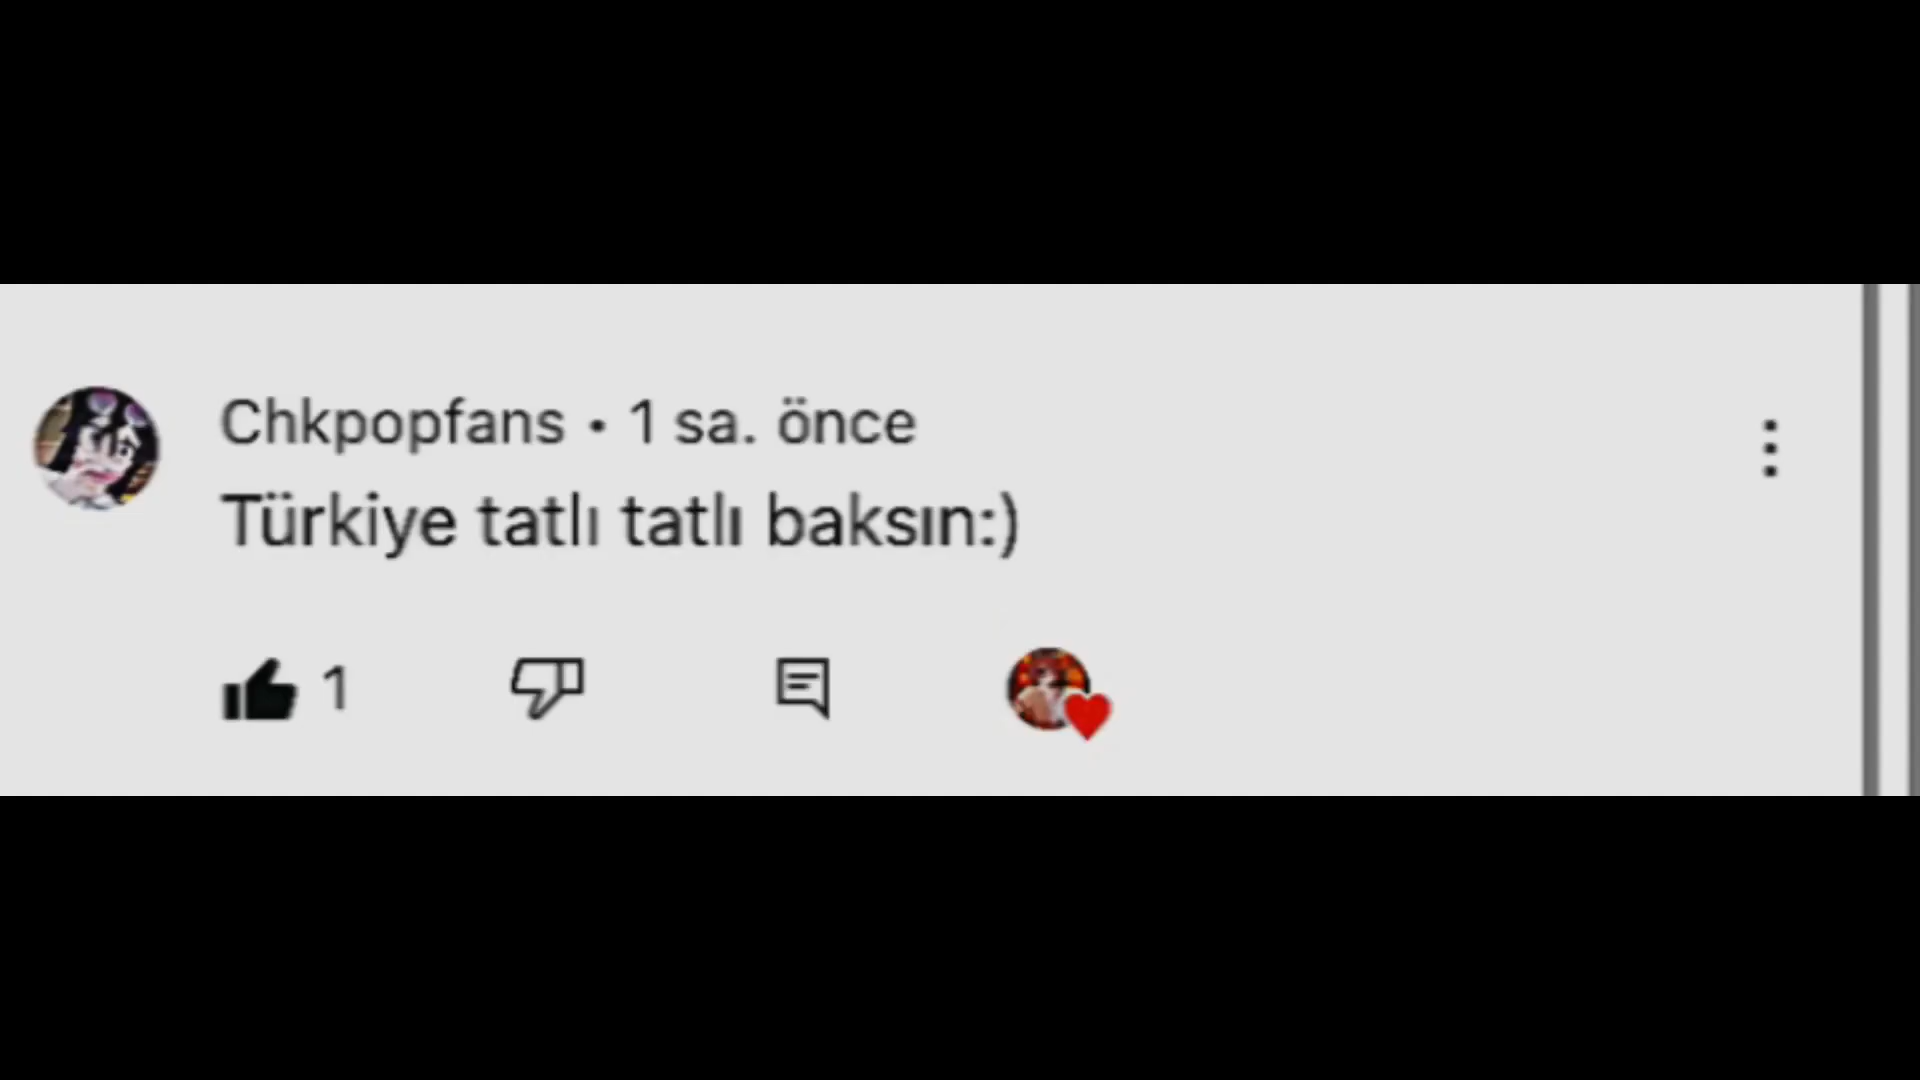 Chkpopfans • 1 sa. önce
Türkiye tatlı tatlı baksın:)
1